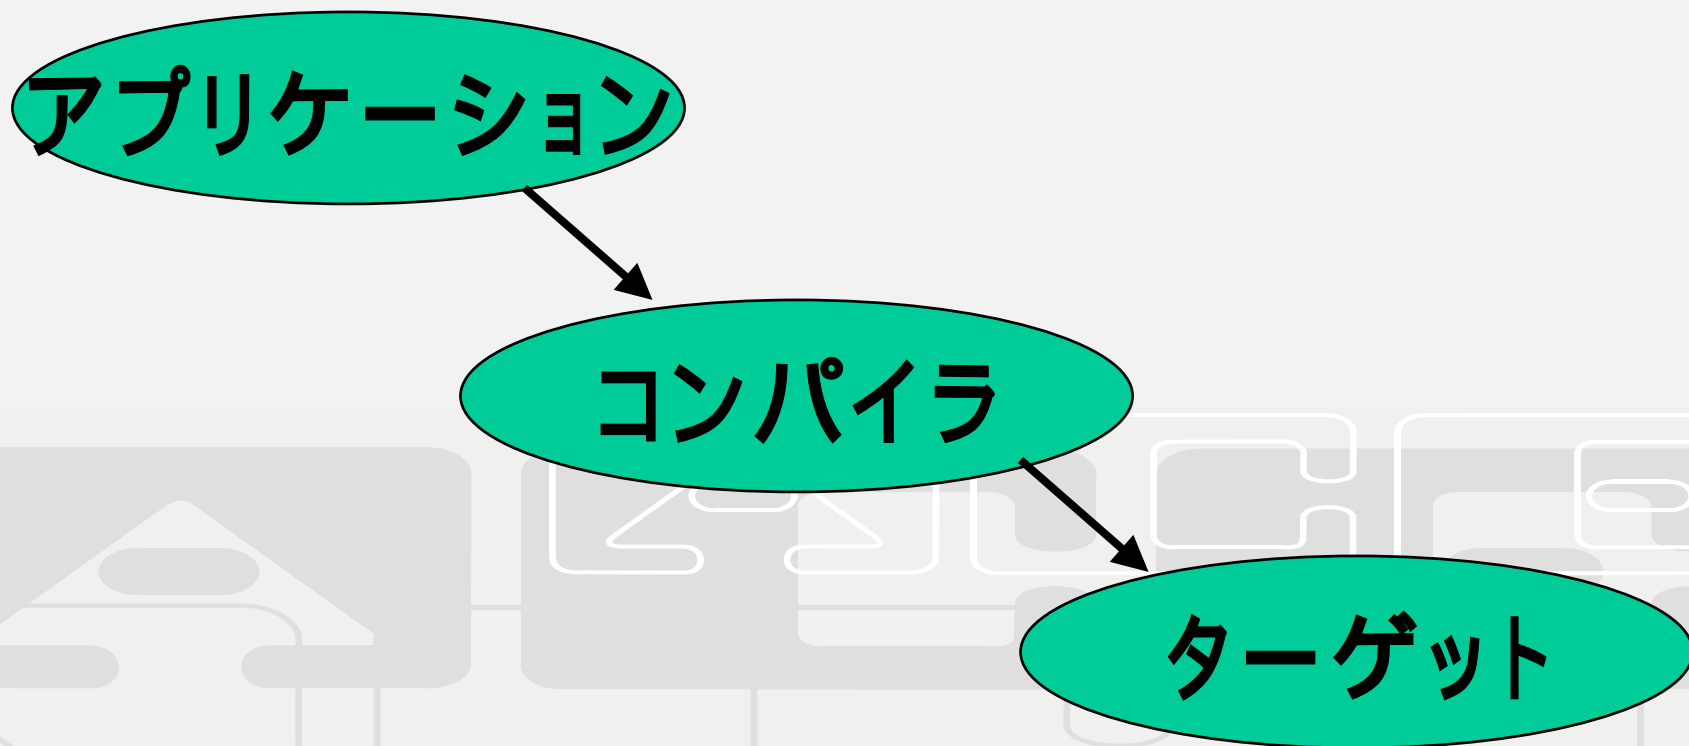 アプリケーション
コンパイラ
ターゲット